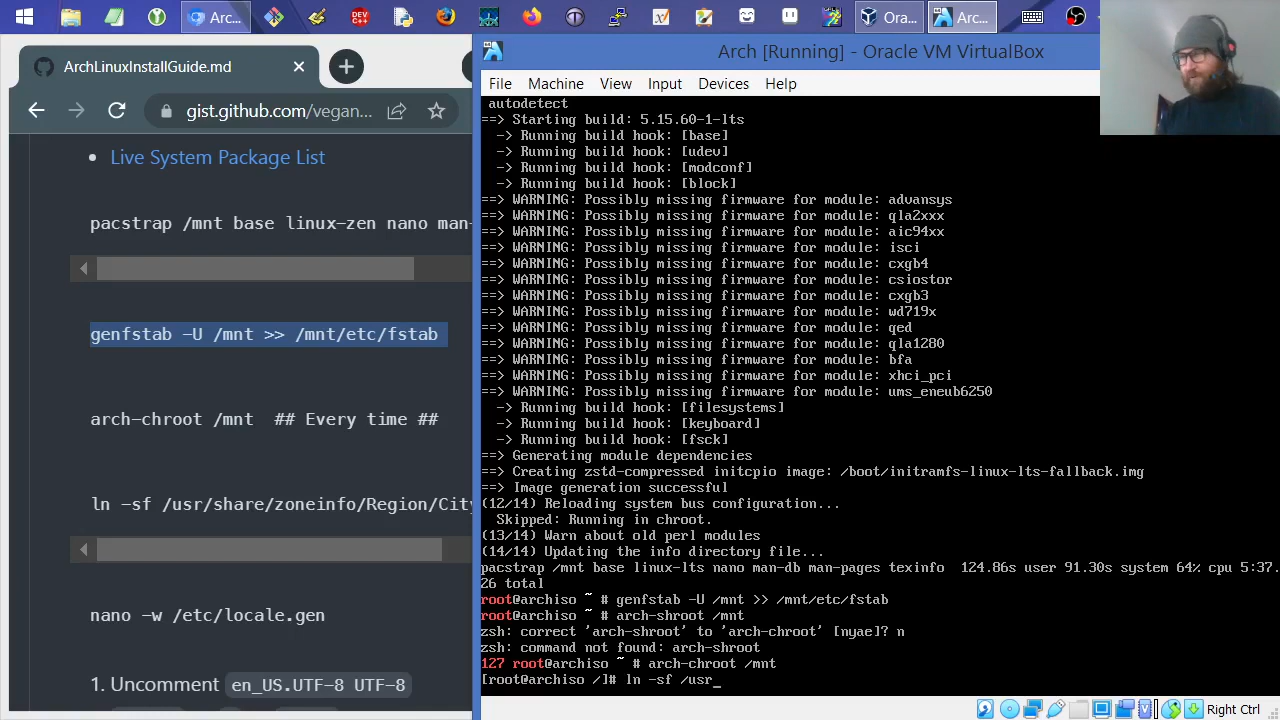 Arc...
DEV C++
Ora...
Arc...
ArchLinuxInstallGuide.md
Arch [Running] - Oracle VM VirtualBox
File Machine View Input Devices Help
gist.github.com/vegan...
Live System Package List
pacstrap /mnt base linux-zen nano man-
genfstab -U /mnt >> /mnt/etc/fstab
arch-chroot /mnt ## Every time ##
ln -sf /usr/share/zoneinfo/Region/City
nano -w /etc/locale.gen
1. Uncomment en_US.UTF-8 UTF-8
autodetect
==> Starting build: 5.15.60-1-lts
-> Running build hook: [base]
-> Running build hook: [udev]
-> Running build hook: [modconf]
-> Running build hook: [block]
==> WARNING: Possibly missing firmware for module: advansys
==> WARNING: Possibly missing firmware for module: qla2xxx
==> WARNING: Possibly missing firmware for module: aic94xx
==> WARNING: Possibly missing firmware for module: isci
==> WARNING: Possibly missing firmware for module: cxgb4
==> WARNING: Possibly missing firmware for module: csiostor
==> WARNING: Possibly missing firmware for module: cxgb3
==> WARNING: Possibly missing firmware for module: wd719x
==> WARNING: Possibly missing firmware for module: qed
==> WARNING: Possibly missing firmware for module: qla1280
==> WARNING: Possibly missing firmware for module: bfa
==> WARNING: Possibly missing firmware for module: xhci_pci
==> WARNING: Possibly missing firmware for module: ums_eneub6250
-> Running build hook: [filesystems]
-> Running build hook: [keyboard]
-> Running build hook: [fsck]
==> Generating module dependencies
==> Creating zstd-compressed initcpio image: /boot/initramfs-linux-lts-fallback.img
==> Image generation successful
(12/14) Reloading system bus configuration...
Skipped: Running in chroot.
(13/14) Warn about old perl modules
(14/14) Updating the info directory file...
pacstrap /mnt base linux-lts nano man-db man-pages texinfo 124.86s user 91.30s system 64% cpu 5:37.
26 total
root@archiso ~ # genfstab -U /mnt >> /mnt/etc/fstab
root@archiso ~ # arch-shroot /mnt
zsh: correct 'arch-shroot' to 'arch-chroot' [nyae]? n
zsh: command not found: arch-shroot
127 root@archiso ~ # arch-chroot /mnt
[root@archiso /]# ln -sf /usr_
Right Ctrl